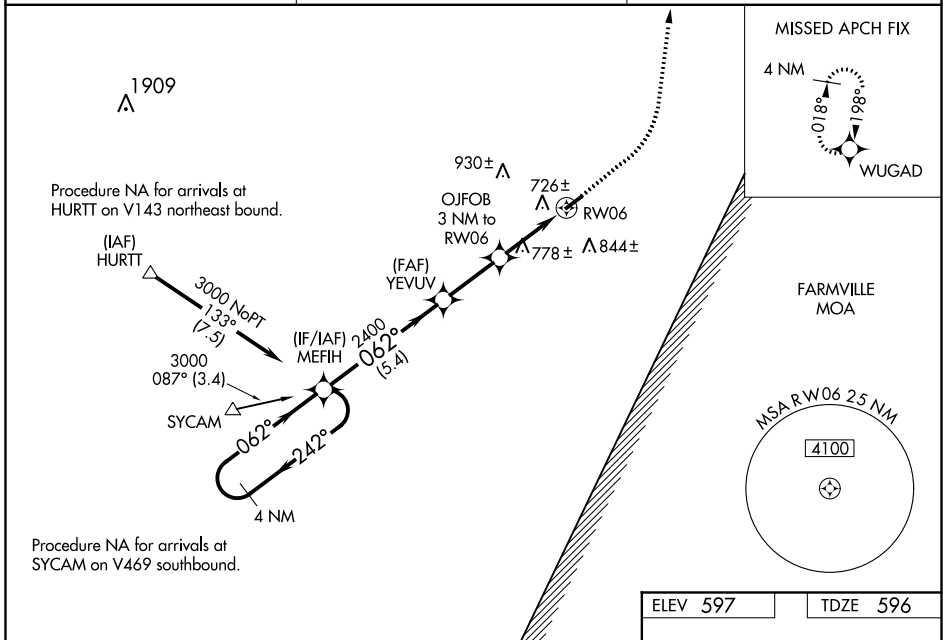 1909
Procedure NA for arrivals at
HURTT on V143 northeast bound.
(IAF)
HURTT
3000 NoPT
133°
(7.5)
3000
087° (3.4)
SYCAM
(IF/IAF)
MEFIH
062°
242°
4 NM
2400
062°
(5.4)
(FAF)
YEVUV
OJFOB
3 NM to
RW06
930±
726±
RW06
778±
844±
Procedure NA for arrivals at
SYCAM on V469 southbound.
MISSED APCH FIX
4 NM
018°
198°
WUGAD
FARMVILLE
MOA
MSA RW06 25 NM
4100
ELEV 597
TDZE 596